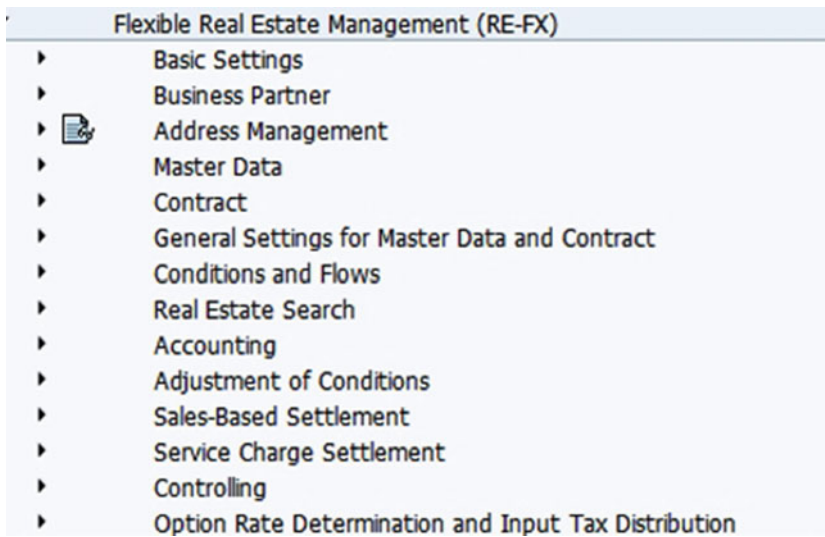 Flexible Real Estate Management (RE-FX)
Basic Settings
Business Partner
Address Management
Master Data
Contract
General Settings for Master Data and Contract
Conditions and Flows
Real Estate Search
Accounting
Adjustment of Conditions
Sales-Based Settlement
Service Charge Settlement
Controlling
Option Rate Determination and Input Tax Distribution